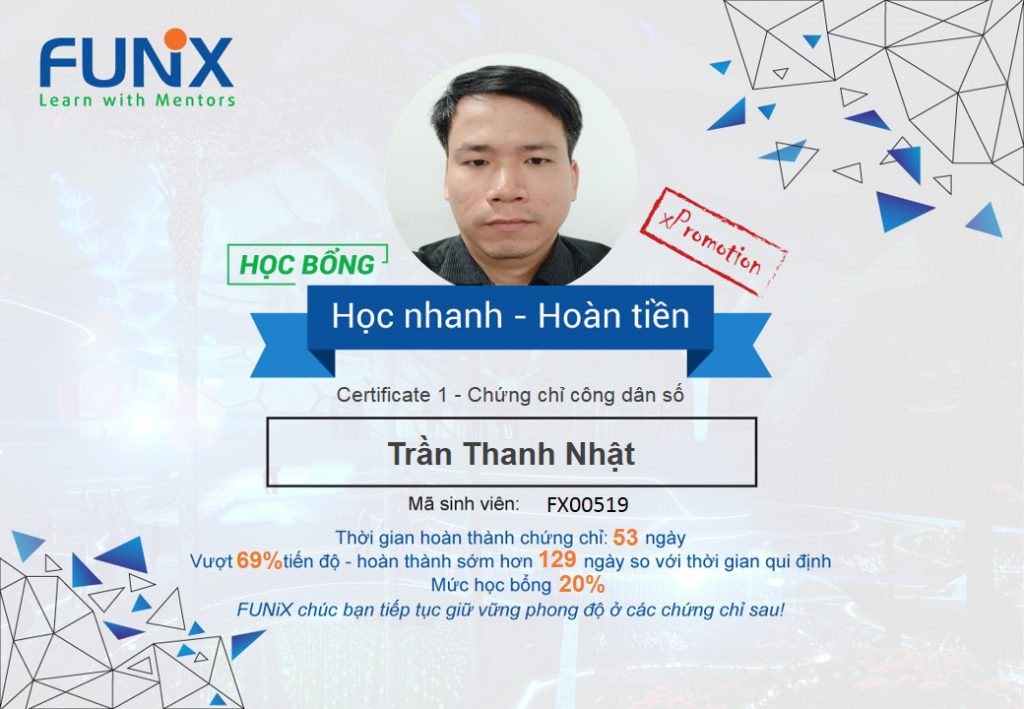 FUNiX
Learn with Mentors
HỌC BỔNG
xPromotion
Học nhanh - Hoàn tiền
Certificate 1 - Chứng chỉ công dân số
Trần Thanh Nhật
Mã sinh viên: FX00519
Thời gian hoàn thành chứng chỉ: 53 ngày
Vượt 69% tiến độ - hoàn thành sớm hơn 129 ngày so với thời gian qui định
Mức học bổng 20%
FUNiX chúc bạn tiếp tục giữ vững phong độ ở các chứng chỉ sau!